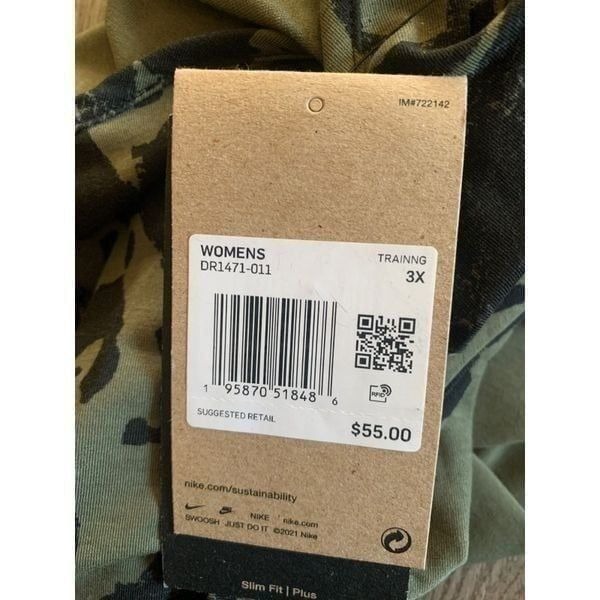 IM#722142
WOMENS
TRAINNG
DR1471-011
3X
1 95870 51848 6
RFID
SUGGESTED RETAIL
$55.00
nike.com/sustainability
NIKE nike.com
SWOOSH JUST DO IT ©2021 Nike
Slim Fit | Plus